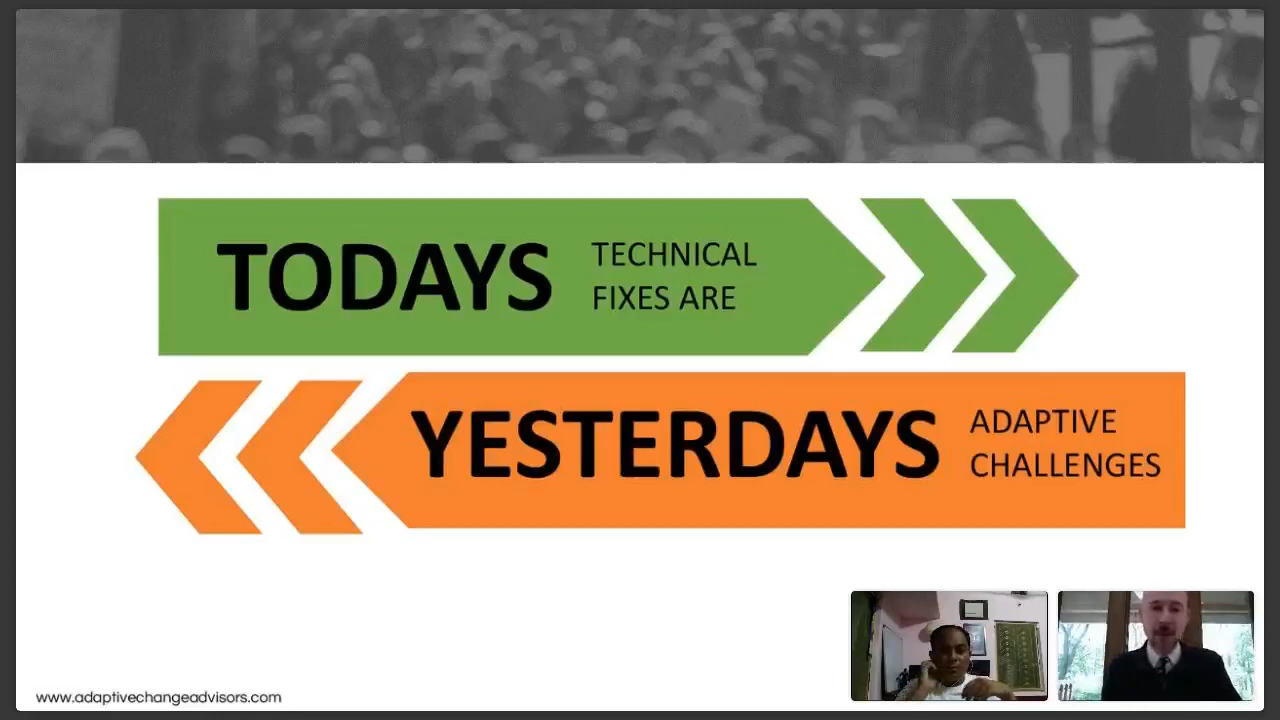 TODAYS
TECHNICAL
FIXES ARE
YESTERDAYS
ADAPTIVE
CHALLENGES
www.adaptivechangeadvisors.com